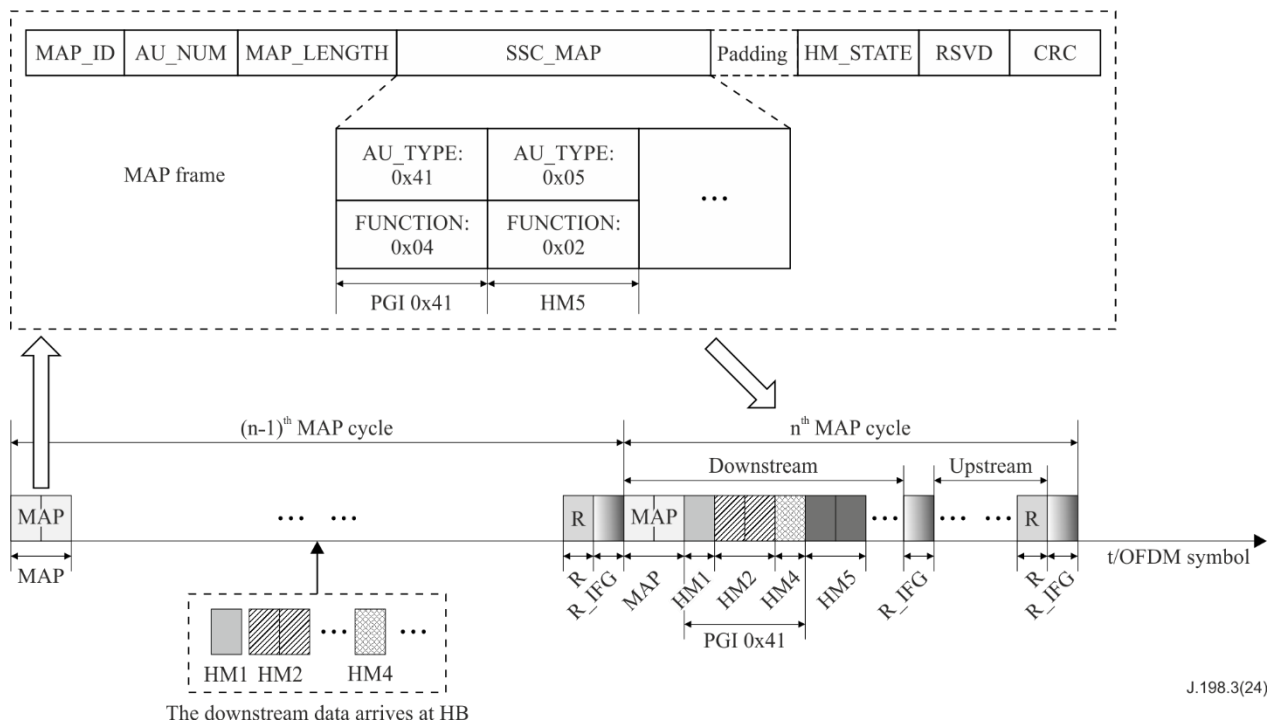 MAP_ID AU_NUM MAP_LENGTH SSC_MAP Padding HM_STATE RSVD CRC
MAP frame
AU_TYPE: 0x41 AU_TYPE: 0x05 •••
FUNCTION: 0x04 FUNCTION: 0x02
PGI 0x41 HM5
(n-1)th MAP cycle nth MAP cycle
Downstream Upstream
MAP ••• ••• R MAP ••• ••• ••• R
MAP R R_IFG MAP HM1 HM2 HM4 HM5 R_IFG R R_IFG t/OFDM symbol
PGI 0x41
••• •••
HM1 HM2 HM4
The downstream data arrives at HB
J.198.3(24)